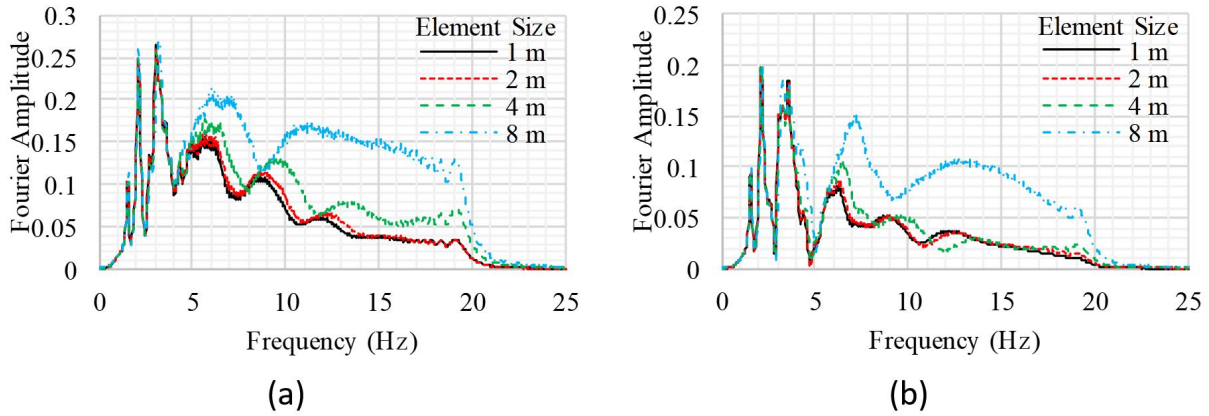 0.3
0.25
0.2
0.15
0.1
0.05
0
Fourier Amplitude
Element Size
1 m
2 m
4 m
8 m
0 5 10 15 20 25
Frequency (Hz)
(a)
0.25
0.2
0.15
0.1
0.05
0
Fourier Amplitude
Element Size
1 m
2 m
4 m
8 m
0 5 10 15 20 25
Frequency (Hz)
(b)